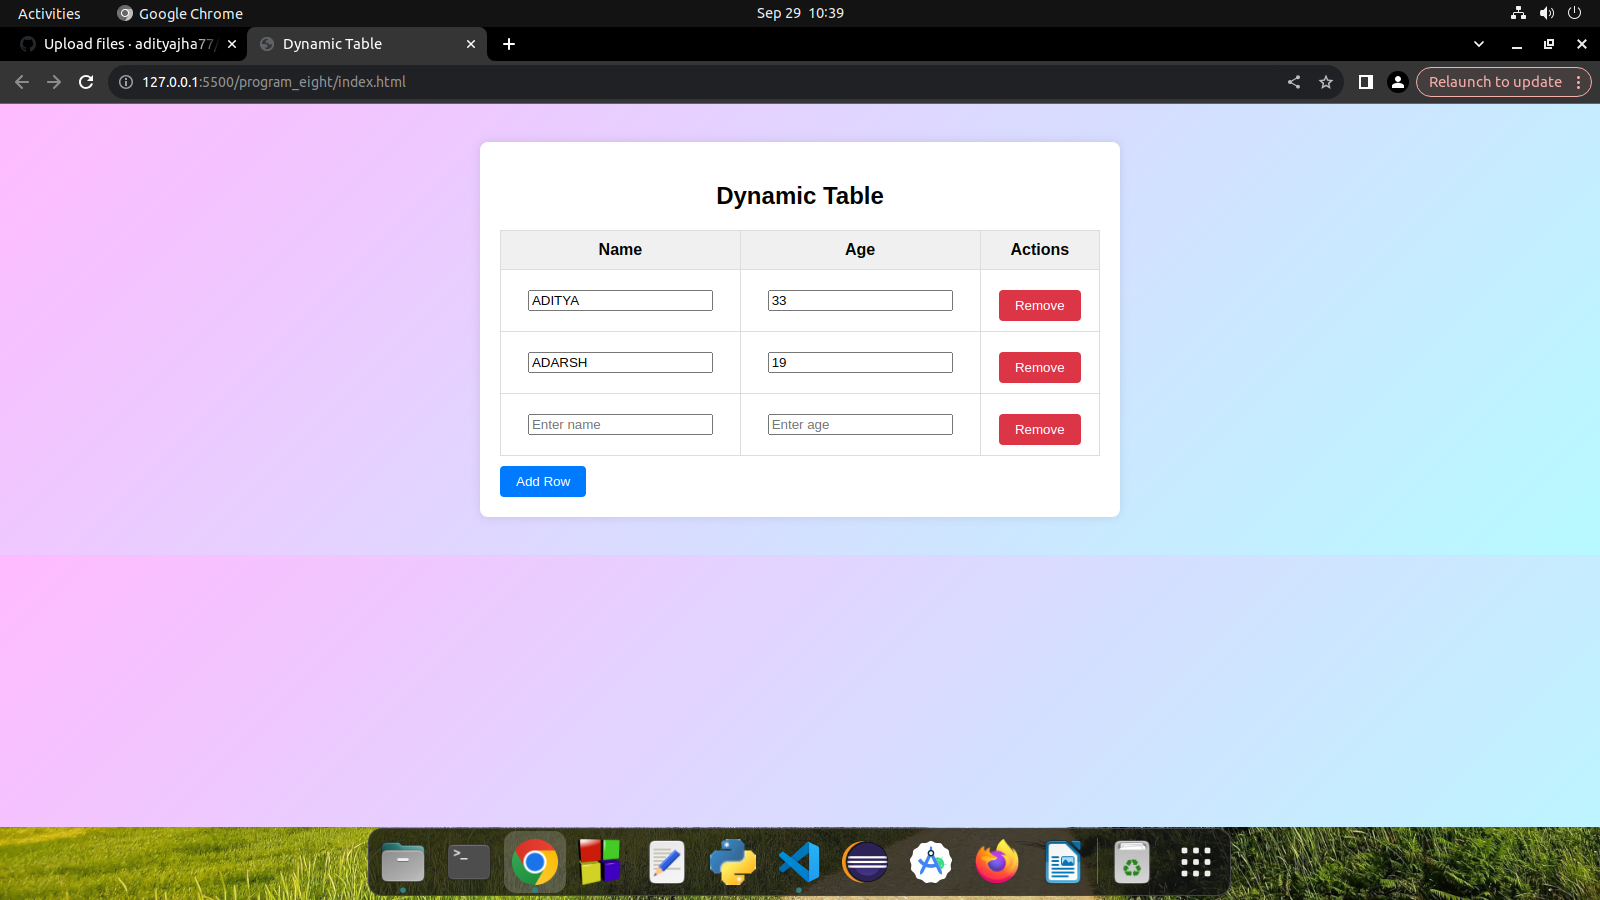 Activities Google Chrome Sep 29 10:39
Upload files · adityajha77/ Dynamic Table
127.0.0.1:5500/program_eight/index.html Relaunch to update
Dynamic Table
Name Age Actions
ADITYA 33 Remove
ADARSH 19 Remove
Enter name Enter age Remove
Add Row
>_